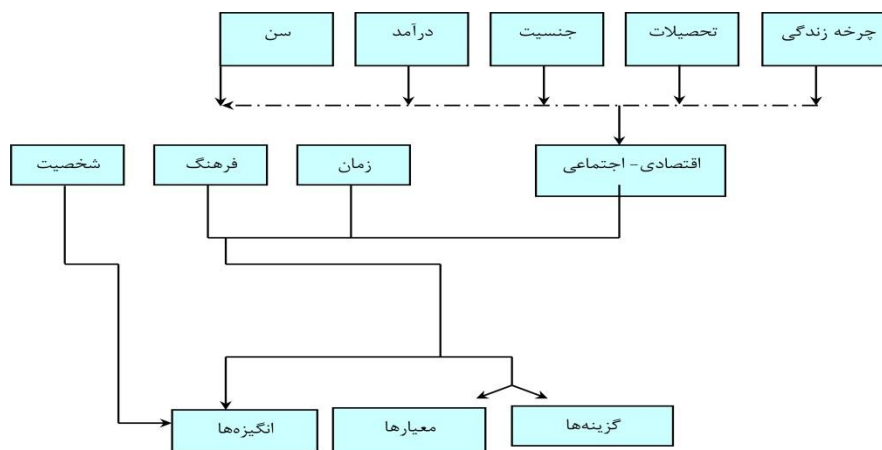 چرخه زندگی
تحصیلات
جنسیت
درآمد
سن
اقتصادی - اجتماعی
زمان
فرهنگ
شخصیت
گزینه‌ها
معیارها
انگیزه‌ها